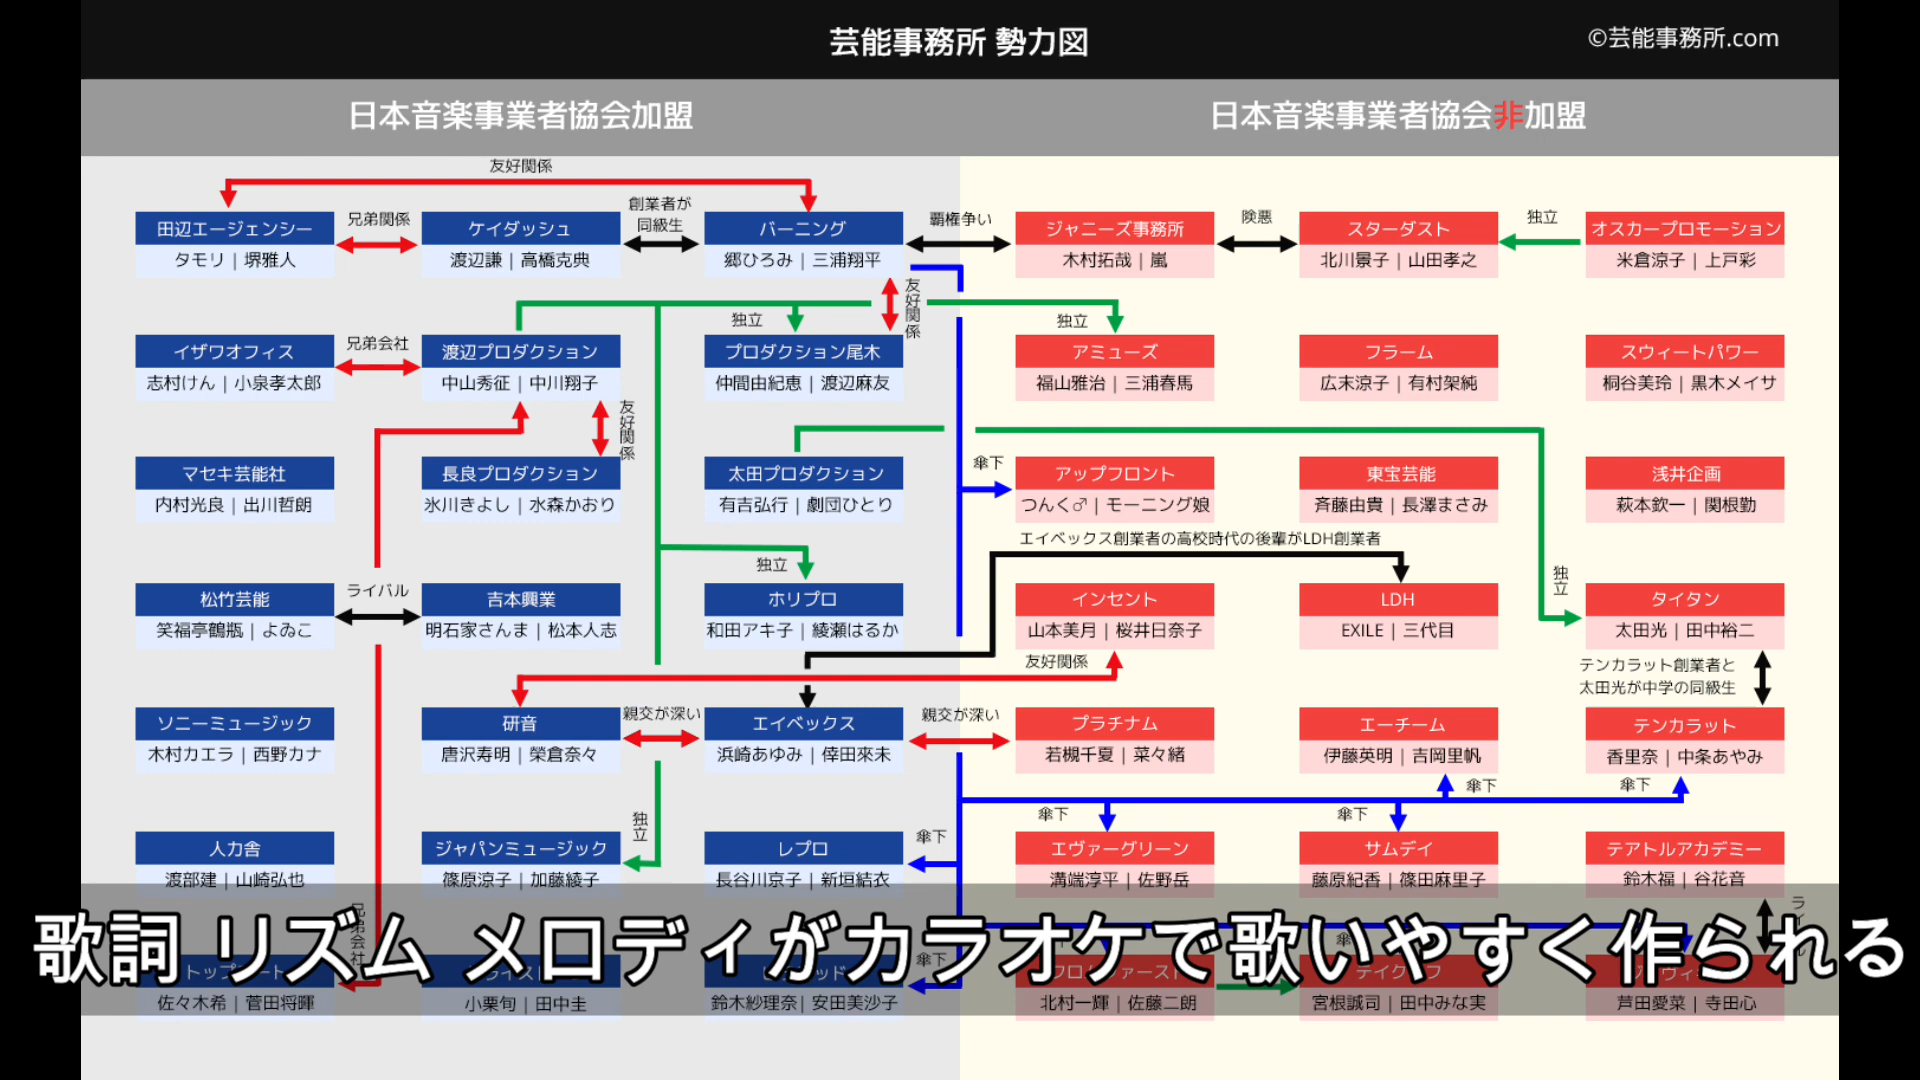 芸能事務所 勢力図
©芸能事務所.com
日本音楽事業者協会加盟
日本音楽事業者協会非加盟
友好関係
田辺エージェンシー
タモリ | 堺雅人
兄弟関係
ケイダッシュ
渡辺謙 | 高橋克典
創業者が
同級生
バーニング
郷ひろみ | 三浦翔平
覇権争い
ジャニーズ事務所
木村拓哉 | 嵐
険悪
スターダスト
北川景子 | 山田孝之
独立
オスカープロモーション
米倉涼子 | 上戸彩
友好関係
イザワオフィス
志村けん | 小泉孝太郎
兄弟会社
渡辺プロダクション
中山秀征 | 中川翔子
独立
プロダクション尾木
仲間由紀恵 | 渡辺麻友
独立
アミューズ
福山雅治 | 三浦春馬
フラーム
広末涼子 | 有村架純
スウィートパワー
桐谷美玲 | 黒木メイサ
友好関係
マセキ芸能社
内村光良 | 出川哲朗
長良プロダクション
氷川きよし | 水森かおり
太田プロダクション
有吉弘行 | 劇団ひとり
傘下
アップフロント
つんく♂ | モーニング娘
東宝芸能
斉藤由貴 | 長澤まさみ
浅井企画
萩本欽一 | 関根勤
エイベックス創業者の高校時代の後輩がLDH創業者
独立
独立
松竹芸能
笑福亭鶴瓶 | よゐこ
ライバル
吉本興業
明石家さんま | 松本人志
ホリプロ
和田アキ子 | 綾瀬はるか
インセント
山本美月 | 桜井日奈子
LDH
EXILE | 三代目
タイタン
太田光 | 田中裕二
友好関係
テンカラット創業者と
太田光が中学の同級生
ソニーミュージック
木村カエラ | 西野カナ
研音
唐沢寿明 | 榮倉奈々
親交が深い
エイベックス
浜崎あゆみ | 倖田來未
親交が深い
プラチナム
若槻千夏 | 菜々緒
エーチーム
伊藤英明 | 吉岡里帆
テンカラット
香里奈 | 中条あやみ
傘下
傘下
傘下
傘下
人力舎
渡部建 | 山崎弘也
独立
ジャパンミュージック
篠原涼子 | 加藤綾子
レプロ
長谷川京子 | 新垣結衣
傘下
エヴァーグリーン
溝端淳平 | 佐野岳
サムデイ
藤原紀香 | 篠田麻里子
テアトルアカデミー
鈴木福 | 谷花音
歌詞 リズム メロディがカラオケで歌いやすく作られる
兄弟会社
傘下
佐々木希 | 菅田将暉
小栗旬 | 田中圭
鈴木紗理奈 | 安田美沙子
北村一輝 | 佐藤二朗
宮根誠司 | 田中みな実
芦田愛菜 | 寺田心